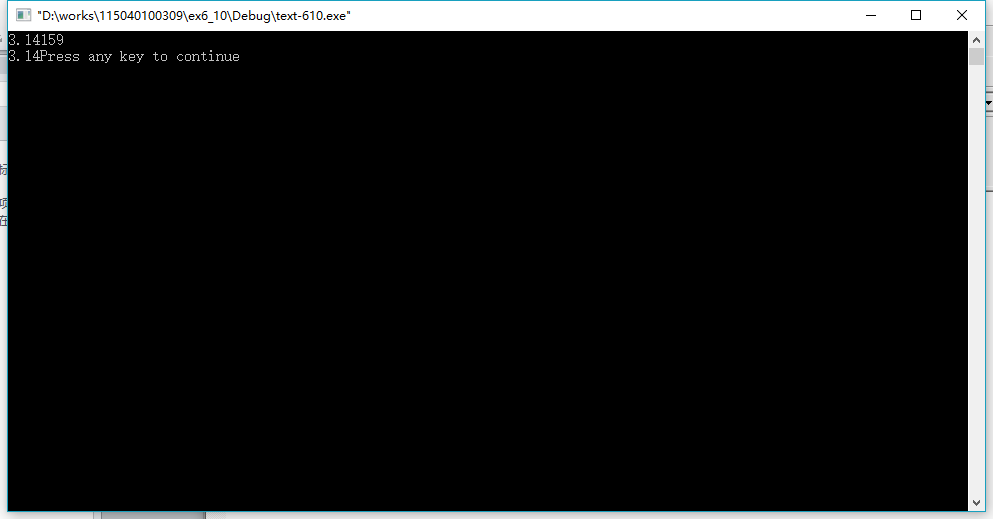 "D:\works\115040100309\ex6_10\Debug\text-610.exe"
3.14159
3.14Press any key to continue